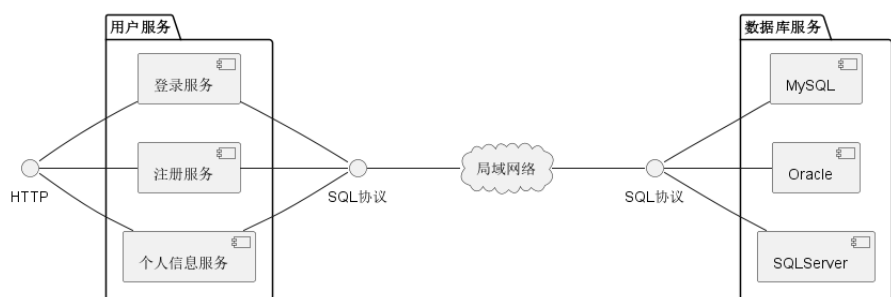 用户服务
数据库服务
登录服务
MySQL
HTTP
注册服务
SQL协议
局域网络
SQL协议
Oracle
个人信息服务
SQLServer